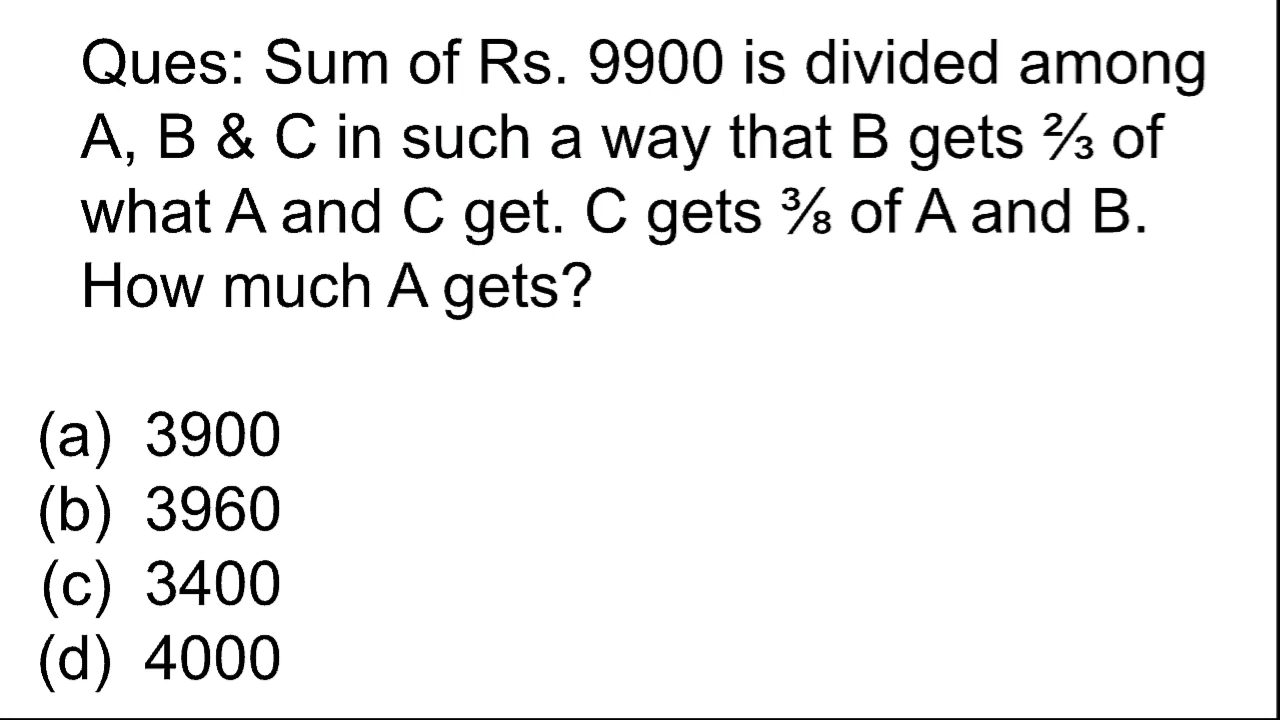 Ques: Sum of Rs. 9900 is divided among
A, B & C in such a way that B gets ⅔ of
what A and C get. C gets ⅜ of A and B.
How much A gets?
(a) 3900
(b) 3960
(c) 3400
(d) 4000